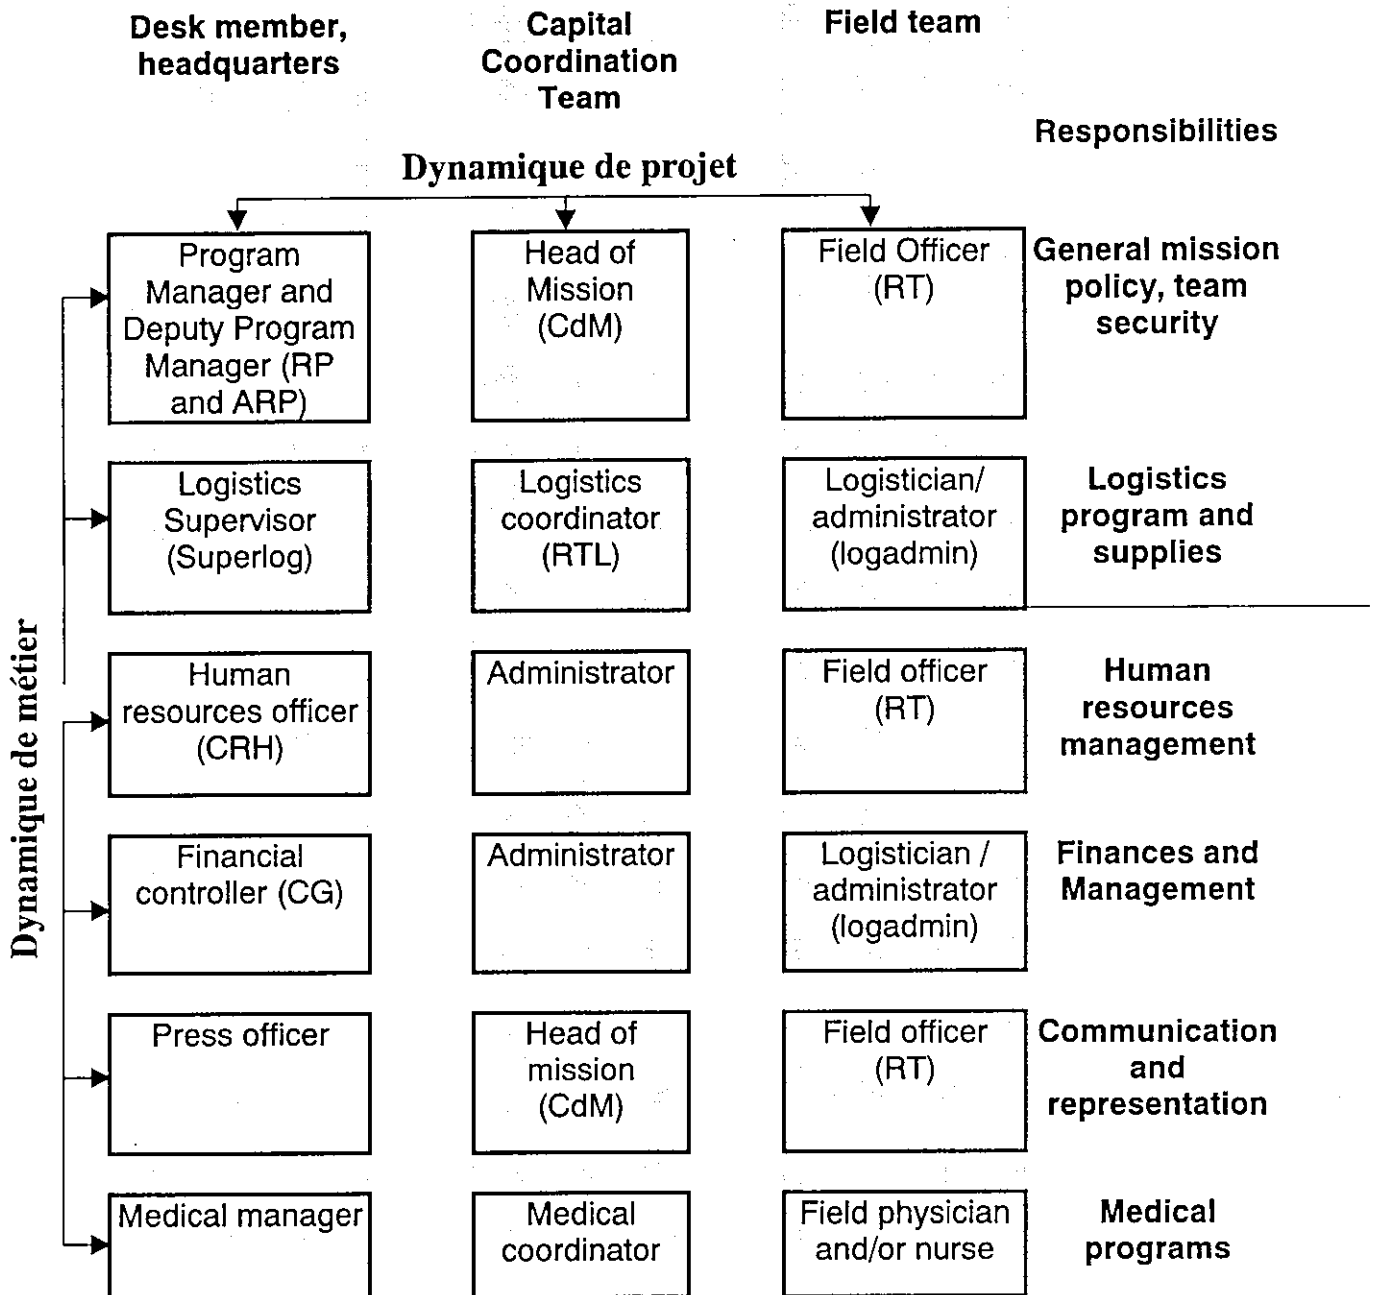 Desk member,
headquarters
Capital
Coordination
Team
Field team
Responsibilities
Dynamique de projet
Dynamique de métier
Program
Manager and
Deputy Program
Manager (RP
and ARP)
Head of
Mission
(CdM)
Field Officer
(RT)
General mission
policy, team
security
Logistics
Supervisor
(Superlog)
Logistics
coordinator
(RTL)
Logistician/
administrator
(logadmin)
Logistics
program and
supplies
Human
resources officer
(CRH)
Administrator
Field officer
(RT)
Human
resources
management
Financial
controller (CG)
Administrator
Logistician /
administrator
(logadmin)
Finances and
Management
Press officer
Head of
mission
(CdM)
Field officer
(RT)
Communication
and
representation
Medical manager
Medical
coordinator
Field physician
and/or nurse
Medical
programs